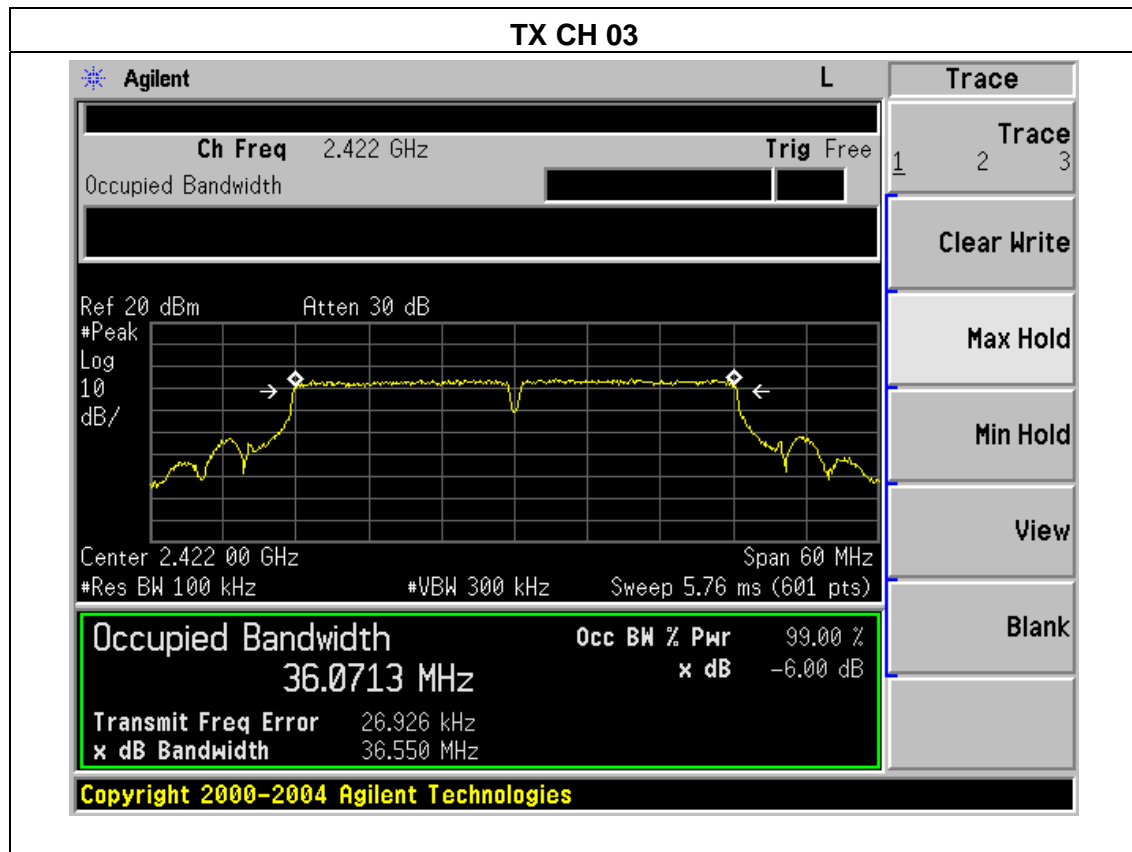 TX CH 03
Agilent L Trace
Ch Freq 2.422 GHz Trig Free
Occupied Bandwidth
Trace
1 2 3
Clear Write
Max Hold
Min Hold
View
Blank
Ref 20 dBm Atten 30 dB
#Peak
Log
10
dB/
Center 2.422 00 GHz Span 60 MHz
#Res BW 100 kHz #VBW 300 kHz Sweep 5.76 ms (601 pts)
Occupied Bandwidth Occ BW % Pwr 99.00 %
36.0713 MHz x dB -6.00 dB
Transmit Freq Error 26.926 kHz
x dB Bandwidth 36.550 MHz
Copyright 2000-2004 Agilent Technologies